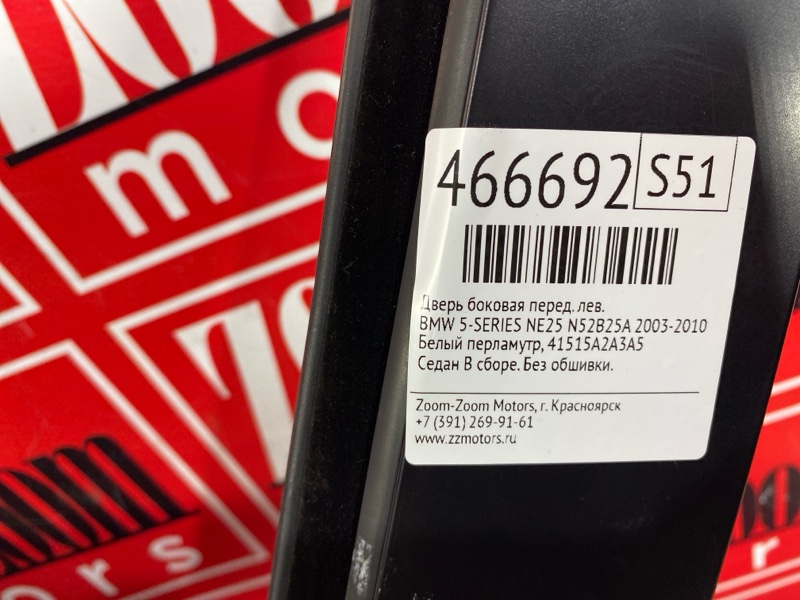 466692 S51
Дверь боковая перед. лев.
BMW 5-SERIES NE25 N52B25A 2003-2010
Белый перламутр, 41515A2A3A5
Седан В сборе. Без обшивки.
Zoom-Zoom Motors, г. Красноярск
+7 (391) 269-91-61
www.zzmotors.ru